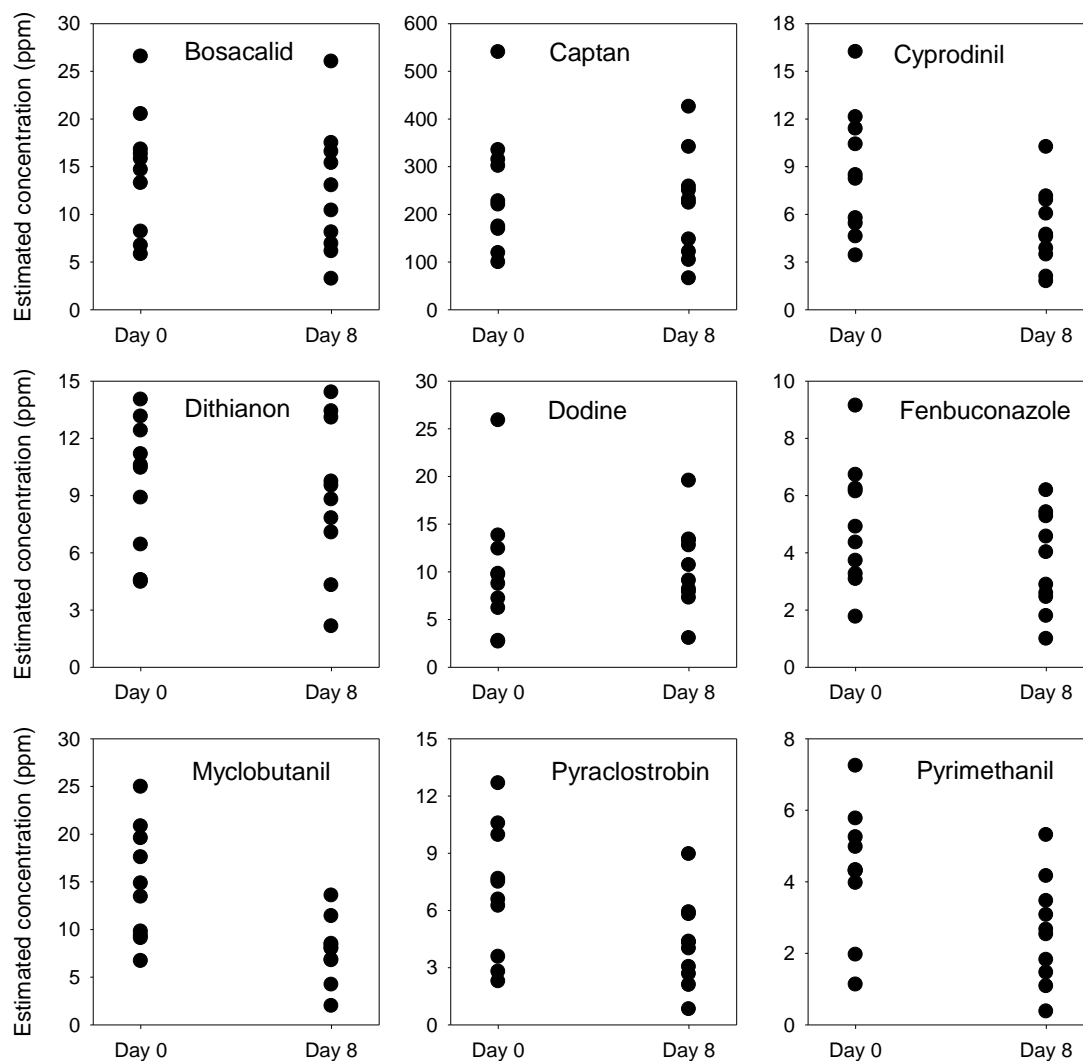 Estimated concentration (ppm)
30
25
20
15
10
5
0
Bosacalid
Day 0 Day 8
600
500
400
300
200
100
0
Captan
Day 0 Day 8
18
15
12
9
6
3
0
Cyprodinil
Day 0 Day 8
Estimated concentration (ppm)
15
12
9
6
3
0
Dithianon
Day 0 Day 8
30
25
20
15
10
5
0
Dodine
Day 0 Day 8
10
8
6
4
2
0
Fenbuconazole
Day 0 Day 8
Estimated concentration (ppm)
30
25
20
15
10
5
0
Myclobutanil
Day 0 Day 8
15
12
9
6
3
0
Pyraclostrobin
Day 0 Day 8
8
6
4
2
0
Pyrimethanil
Day 0 Day 8